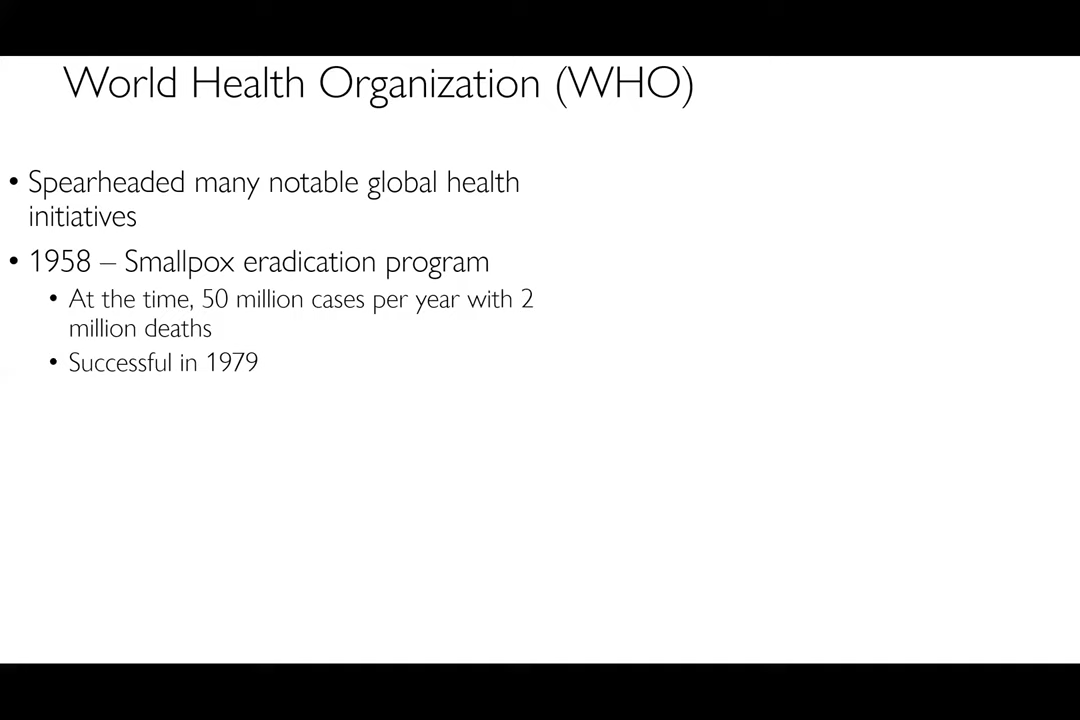 World Health Organization (WHO)
• Spearheaded many notable global health
initiatives
• 1958 – Smallpox eradication program
• At the time, 50 million cases per year with 2
million deaths
• Successful in 1979